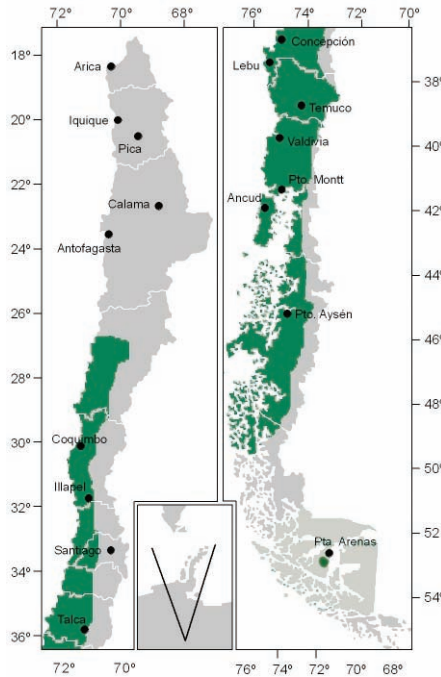 72° 70° 68°
18°
Arica
20°
Iquique
Pica
22°
Calama
Antofagasta
24°
26°
28°
30°
Coquimbo
Illapel
32°
Santiago
34°
Talca
36°
72° 70°
76° 74° 72° 70°
Concepción
Lebu
38°
Temuco
40°
Valdivia
Pto. Montt
Ancud
42°
44°
Pto. Aysén
46°
48°
50°
52°
Pta. Arenas
54°
76° 74° 72° 70° 68°